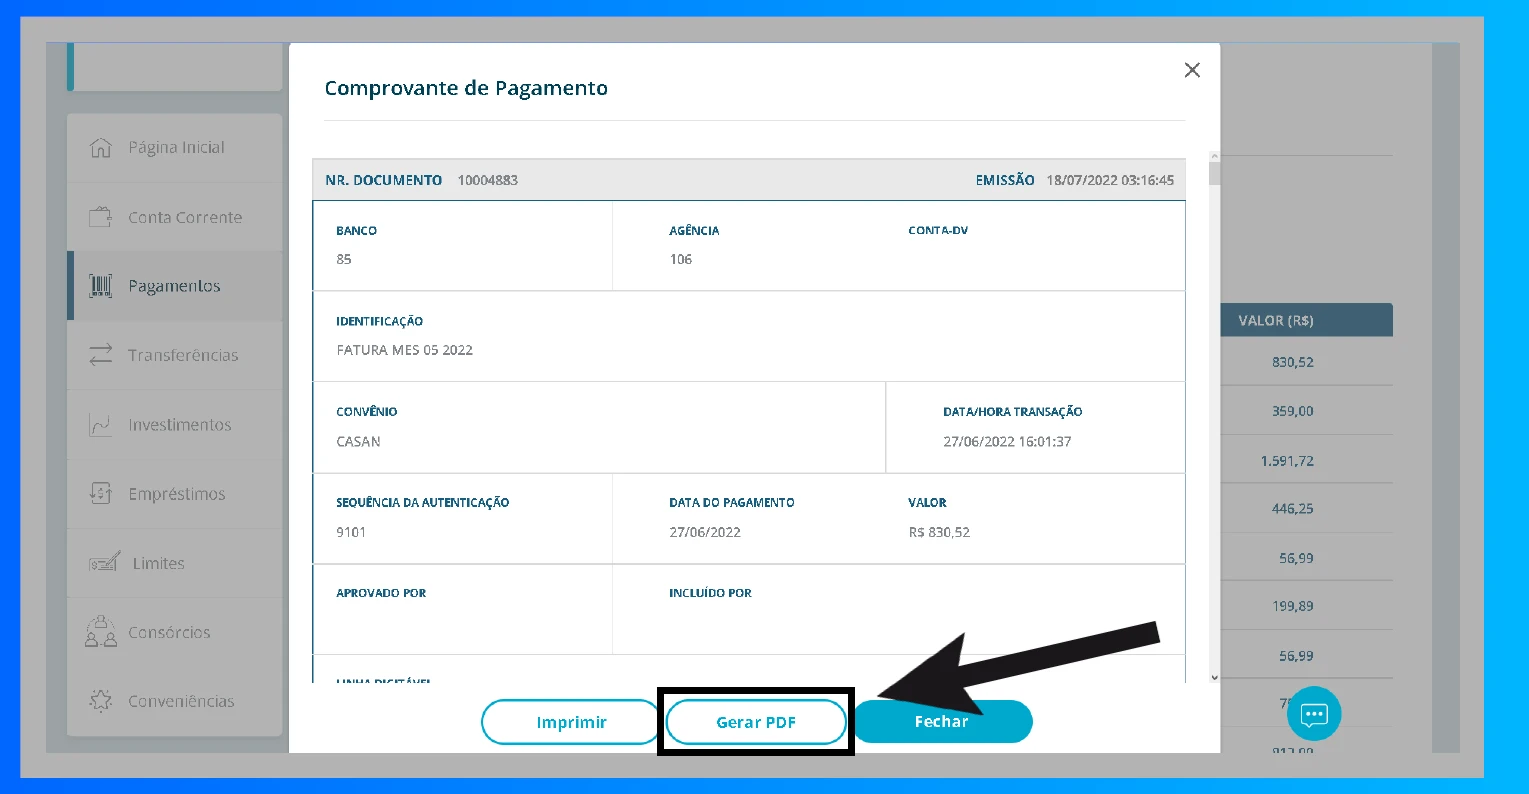 Comprovante de Pagamento
NR. DOCUMENTO 10004883 EMISSÃO 18/07/2022 03:16:45
BANCO AGÊNCIA CONTA-DV
85 106
IDENTIFICAÇÃO
FATURA MES 05 2022
CONVÊNIO DATA/HORA TRANSAÇÃO
CASAN 27/06/2022 16:01:37
SEQUÊNCIA DA AUTENTICAÇÃO DATA DO PAGAMENTO VALOR
9101 27/06/2022 R$ 830,52
APROVADO POR INCLUÍDO POR
LINHA DIGITÁVEL
Imprimir Gerar PDF Fechar
Página Inicial
Conta Corrente
Pagamentos
Transferências
Investimentos
Empréstimos
Limites
Consórcios
Conveniências
VALOR (R$)
830,52
359,00
1.591,72
446,25
56,99
199,89
56,99